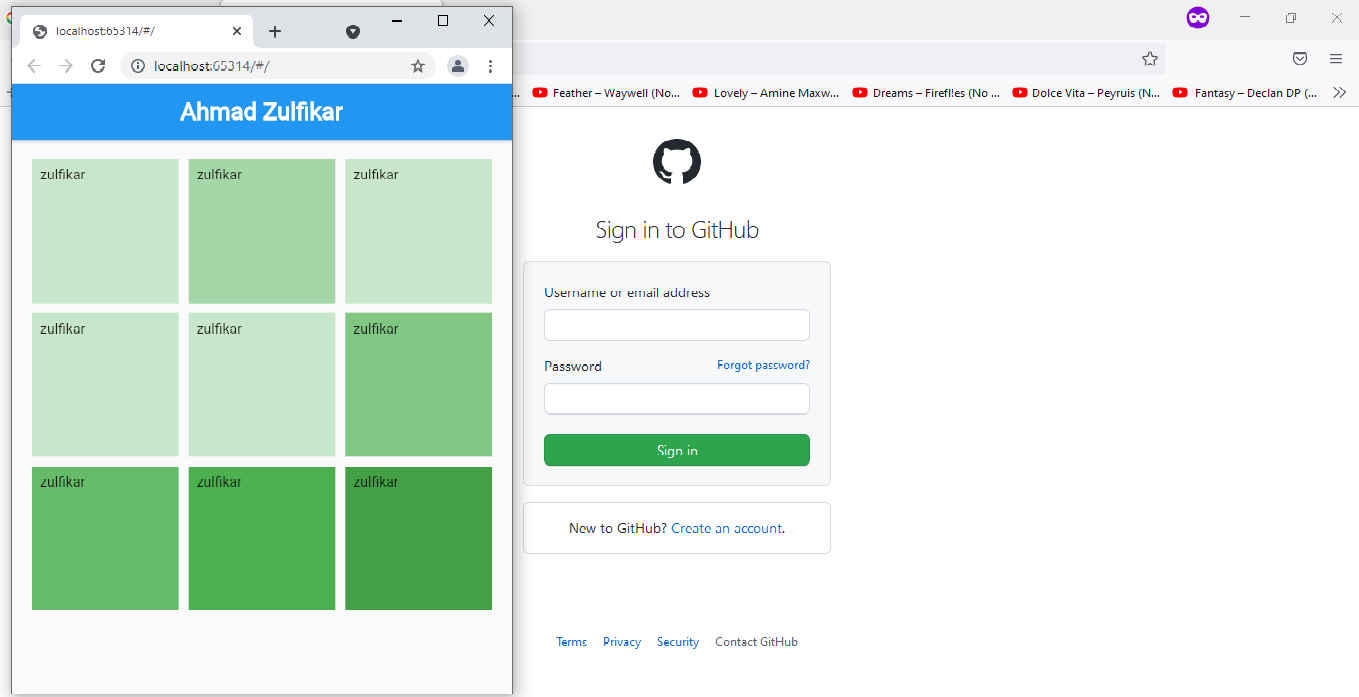 localhost:65314/#/
localhost:65314/#/
Ahmad Zulfikar
zulfikar zulfikar zulfikar
zulfikar zulfikar zulfikar
zulfikar zulfikar zulfikar
... Feather – Waywell (No... Lovely – Amine Maxw... Dreams – Firefl!es (No ... Dolce Vita – Peyruis (N... Fantasy – Declan DP (...
Sign in to GitHub
Username or email address
Password Forgot password?
Sign in
New to GitHub? Create an account.
Terms Privacy Security Contact GitHub